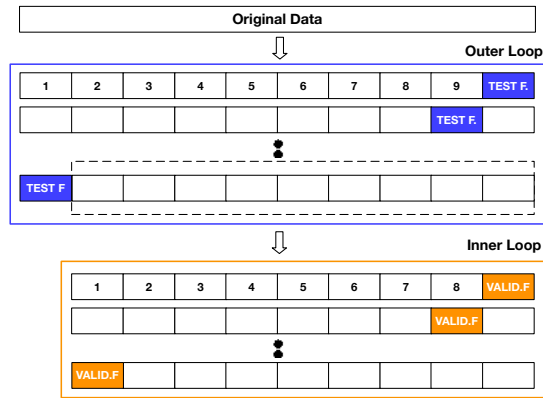 Original Data
Outer Loop
1 2 3 4 5 6 7 8 9 TEST F.
TEST F.
TEST F
Inner Loop
1 2 3 4 5 6 7 8 VALID.F
VALID.F
VALID.F